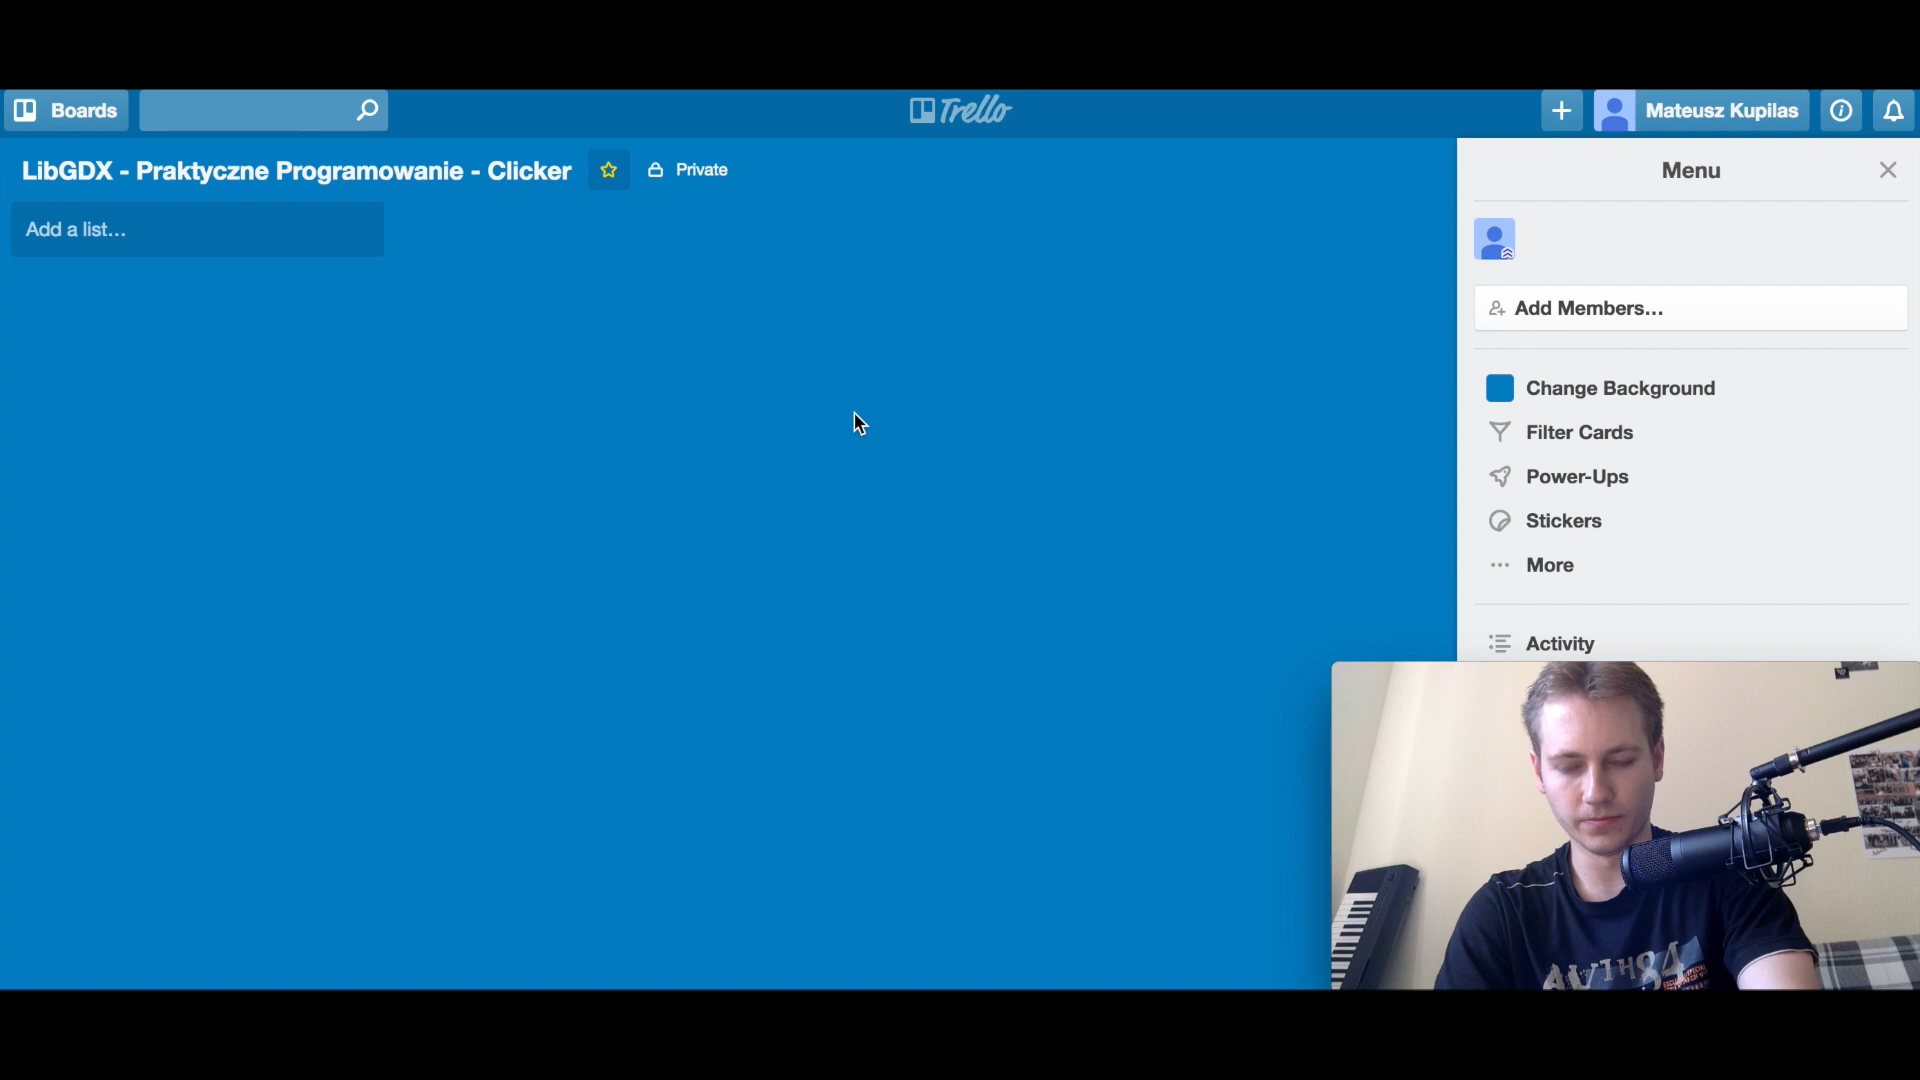 Boards
Trello
Mateusz Kupilas
LibGDX - Praktyczne Programowanie - Clicker
Private
Add a list...
Menu
Add Members...
Change Background
Filter Cards
Power-Ups
Stickers
More
Activity